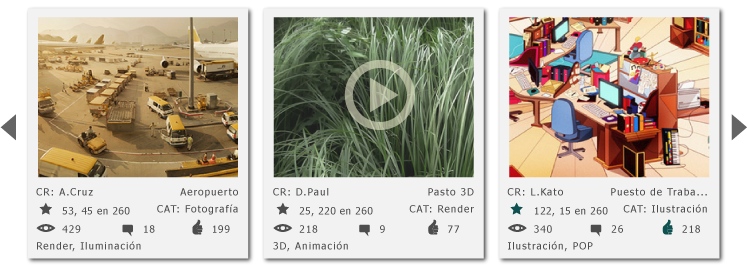 CR: A.Cruz Aeropuerto
53, 45 en 260 CAT: Fotografía
429 18 199
Render, Iluminación
CR: D.Paul Pasto 3D
25, 220 en 260 CAT: Render
218 9 77
3D, Animación
CR: L.Kato Puesto de Traba...
122, 15 en 260 CAT: Ilustración
340 26 218
Ilustración, POP